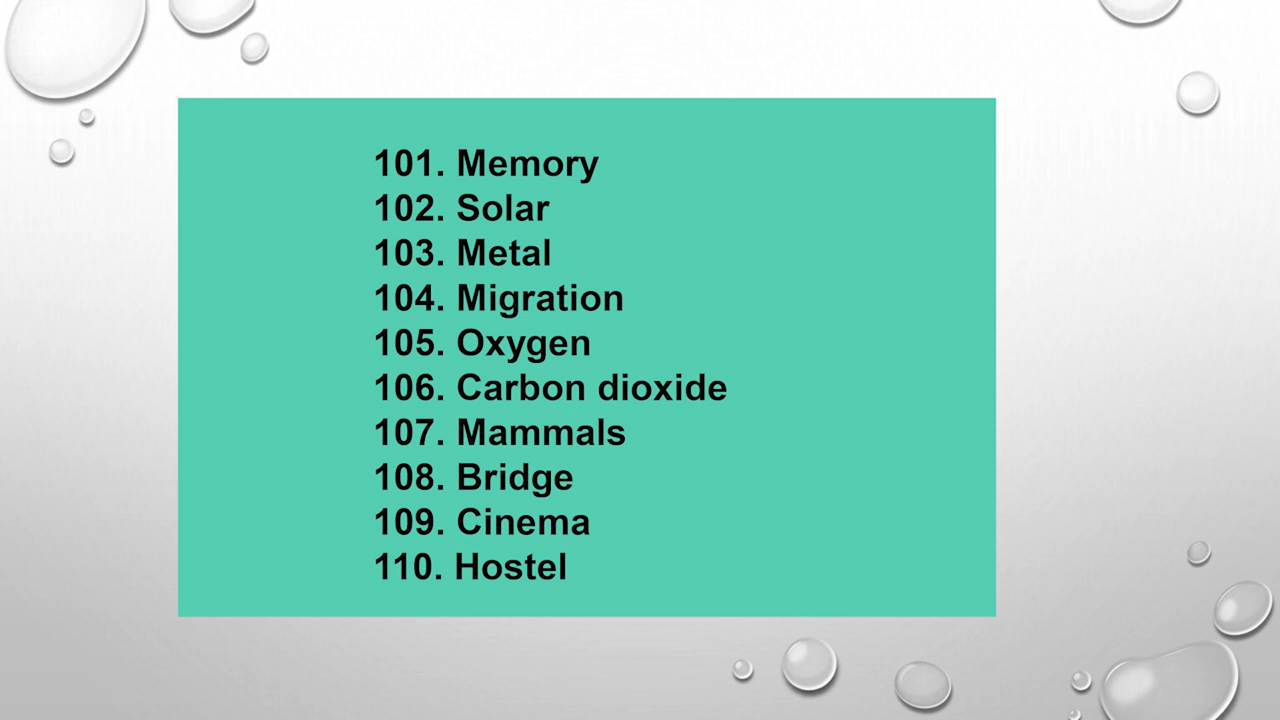 101. Memory
102. Solar
103. Metal
104. Migration
105. Oxygen
106. Carbon dioxide
107. Mammals
108. Bridge
109. Cinema
110. Hostel